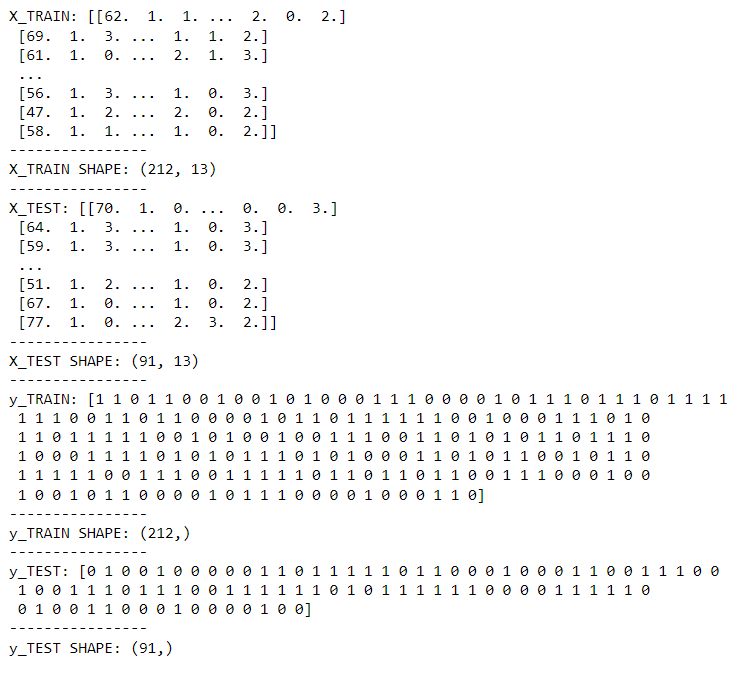 X_TRAIN: [[62.  1.  1. ...  2.  0.  2.]
 [69.  1.  3. ...  1.  1.  2.]
 [61.  1.  0. ...  2.  1.  3.]
 ...
 [56.  1.  3. ...  1.  0.  3.]
 [47.  1.  2. ...  2.  0.  2.]
 [58.  1.  1. ...  1.  0.  2.]]
----------------
X_TRAIN SHAPE: (212, 13)
----------------
X_TEST: [[70.  1.  0. ...  0.  0.  3.]
 [64.  1.  3. ...  1.  0.  3.]
 [59.  1.  3. ...  1.  0.  3.]
 ...
 [51.  1.  2. ...  1.  0.  2.]
 [67.  1.  0. ...  1.  0.  2.]
 [77.  1.  0. ...  2.  3.  2.]]
----------------
X_TEST SHAPE: (91, 13)
----------------
y_TRAIN: [1 1 0 1 1 0 0 1 0 0 1 0 1 0 0 0 1 1 1 0 0 0 0 1 0 1 1 1 0 1 1 1 0 1 1 1 1
 1 1 1 0 0 1 1 0 1 1 0 0 0 0 1 0 1 1 0 1 1 1 1 1 1 0 0 1 0 0 0 1 1 1 0 1 0
 1 1 0 1 1 1 1 1 0 0 1 0 1 0 0 1 0 0 1 1 1 0 0 1 1 0 1 0 1 0 1 1 0 1 1 1 0
 1 0 0 0 1 1 1 1 0 1 0 1 0 1 1 1 0 1 0 1 0 0 0 1 1 0 1 0 1 1 0 0 1 0 1 1 0
 1 1 1 1 1 0 0 1 1 1 0 0 1 1 1 1 1 0 1 1 0 1 1 0 1 1 0 0 1 1 1 0 0 0 1 0 0
 1 0 0 1 0 1 1 0 0 0 0 1 0 1 1 1 0 0 0 0 1 0 0 0 1 1 0]
----------------
y_TRAIN SHAPE: (212,)
----------------
y_TEST: [0 1 0 0 1 0 0 0 0 0 1 1 0 1 1 1 1 1 0 1 1 0 0 0 1 0 0 0 1 1 0 0 1 1 1 0 0
 1 0 0 1 1 1 0 1 1 1 0 0 1 1 1 1 1 1 0 1 0 1 1 1 1 1 1 0 0 0 0 1 1 1 1 1 0
 0 1 0 0 1 1 0 0 0 1 0 0 0 0 1 0 0]
----------------
y_TEST SHAPE: (91,)